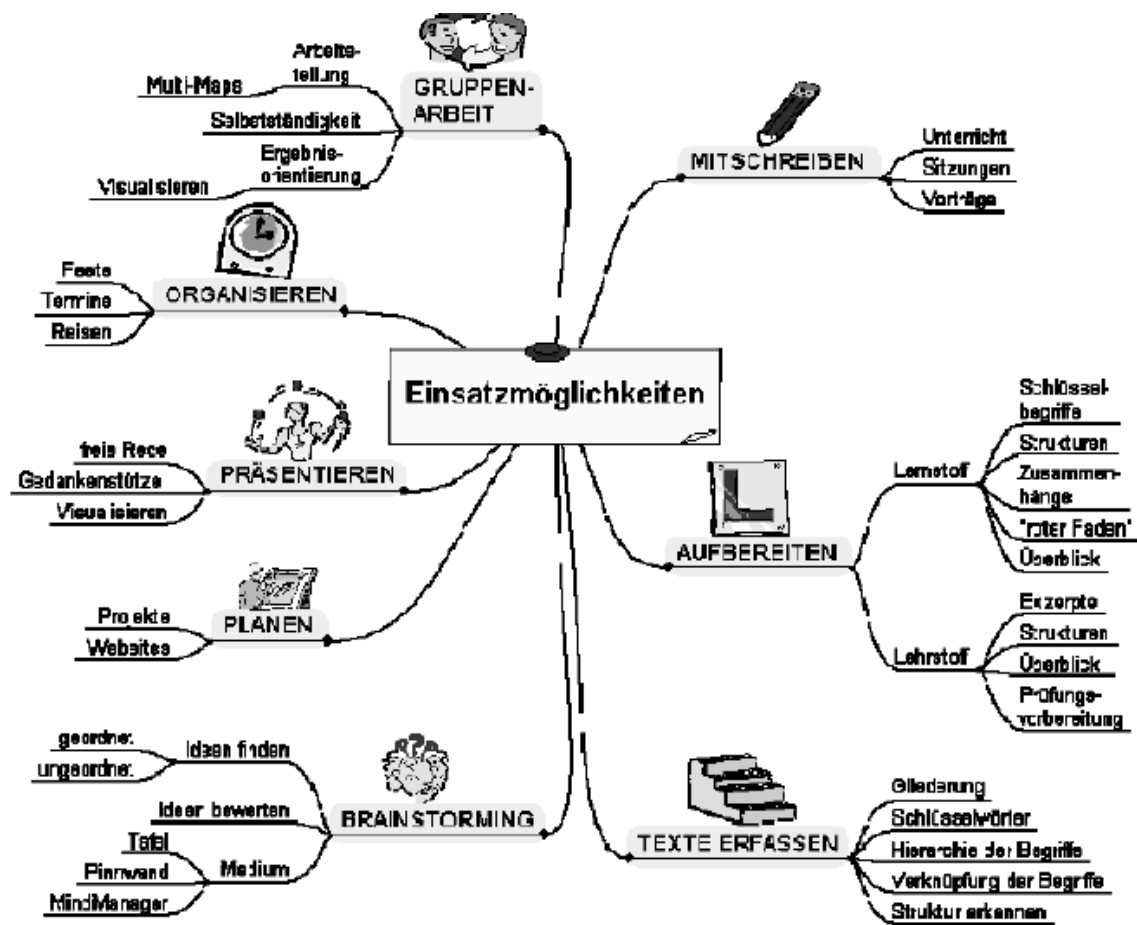 Einsatzmöglichkeiten
GRUPPEN-
ARBEIT
Arbeits-
teilung
Multi-Maps
Selbstständigkeit
Ergebnis-
orientierung
Visualisieren
MITSCHREIBEN
Unterricht
Sitzungen
Vorträge
ORGANISIEREN
Feste
Termine
Reisen
PRÄSENTIEREN
freie Rede
Gedankenstütze
Visualisieren
AUFBEREITEN
Lernstoff
Schlüssel-
begriffe
Strukturen
Zusammen-
hänge
"roter Faden"
Überblick
Lehrstoff
Exzerpte
Strukturen
Überblick
Prüfungs-
vorbereitung
PLANEN
Projekte
Websites
BRAINSTORMING
Ideen finden
geordnet
ungeordnet
Ideen bewerten
Medium
Tafel
Pinnwand
MindManager
TEXTE ERFASSEN
Gliederung
Schlüsselwörter
Hierarchie der Begriffe
Verknüpfung der Begriffe
Struktur erkennen